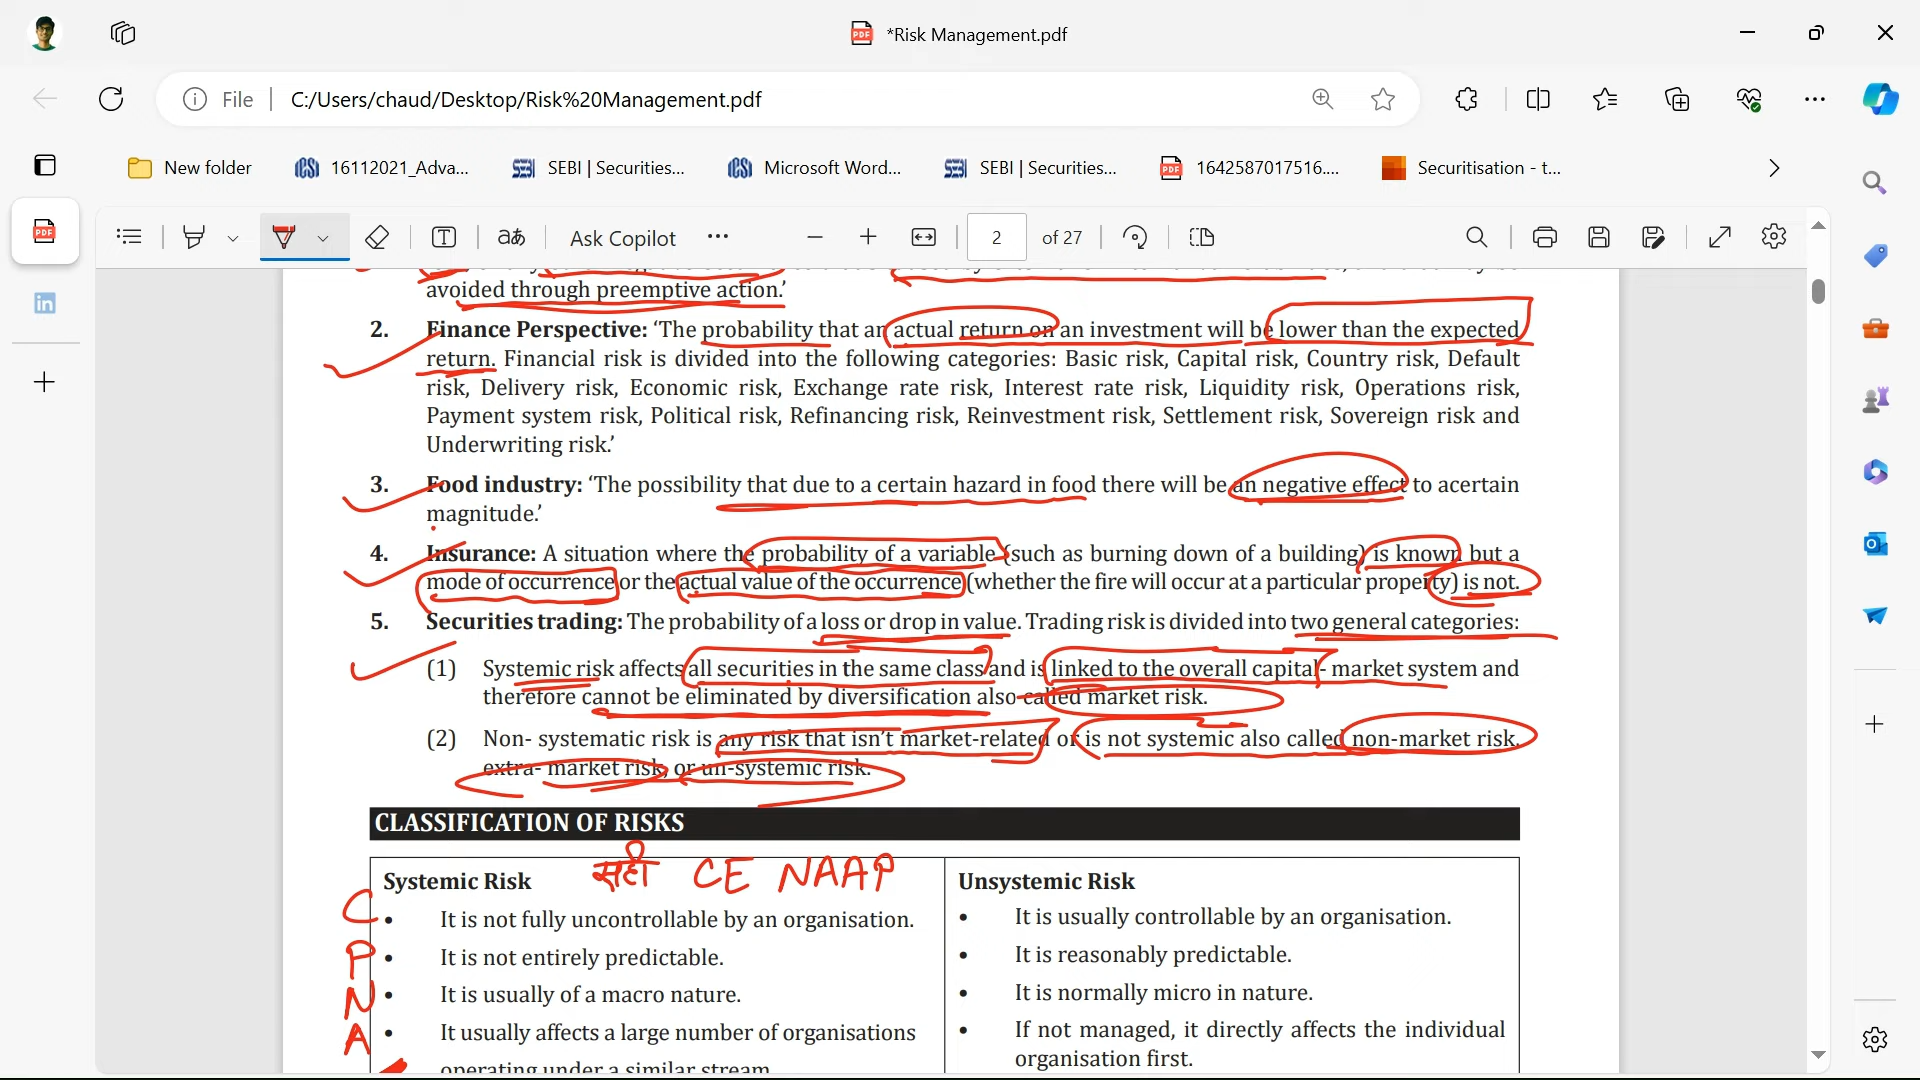 *Risk Management.pdf
File
C:/Users/chaud/Desktop/Risk%20Management.pdf
New folder
16112021_Adva...
SEBI | Securities...
Microsoft Word...
SEBI | Securities...
1642587017516....
Securitisation - t...
Ask Copilot
2 of 27
avoided through preemptive action.’
2. Finance Perspective: ‘The probability that an actual return on an investment will be lower than the expected
return. Financial risk is divided into the following categories: Basic risk, Capital risk, Country risk, Default
risk, Delivery risk, Economic risk, Exchange rate risk, Interest rate risk, Liquidity risk, Operations risk,
Payment system risk, Political risk, Refinancing risk, Reinvestment risk, Settlement risk, Sovereign risk and
Underwriting risk.’
3. Food industry: ‘The possibility that due to a certain hazard in food there will be an negative effect to acertain
magnitude.’
4. Insurance: A situation where the probability of a variable (such as burning down of a building) is known but a
mode of occurrence or the actual value of the occurrence (whether the fire will occur at a particular property) is not.
5. Securities trading: The probability of a loss or drop in value. Trading risk is divided into two general categories:
(1) Systemic risk affects all securities in the same class and is linked to the overall capital- market system and
therefore cannot be eliminated by diversification also called market risk.
(2) Non- systematic risk is any risk that isn’t market-related or is not systemic also called non-market risk,
extra- market risk, or un-systemic risk.
CLASSIFICATION OF RISKS
सही CE NAAP
Systemic Risk
C • It is not fully uncontrollable by an organisation.
P • It is not entirely predictable.
N • It is usually of a macro nature.
A • It usually affects a large number of organisations
operating under a similar stream
Unsystemic Risk
• It is usually controllable by an organisation.
• It is reasonably predictable.
• It is normally micro in nature.
• If not managed, it directly affects the individual
organisation first.